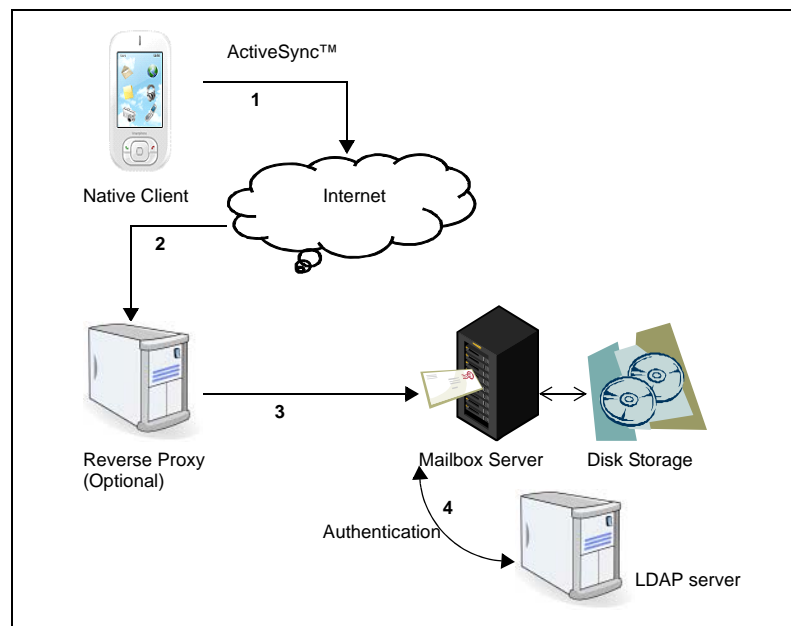 ActiveSync™
1
Native Client
Internet
2
3
Reverse Proxy
(Optional)
Mailbox Server
Disk Storage
4
Authentication
LDAP server